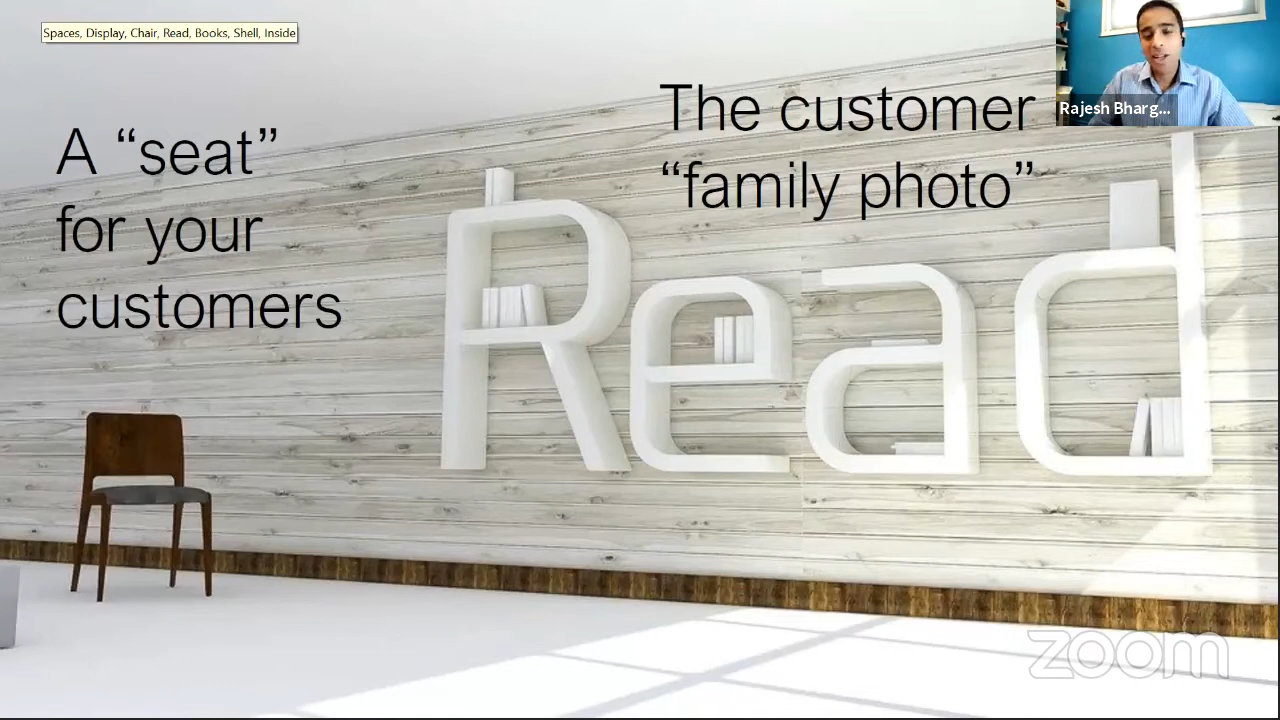 Spaces, Display, Chair, Read, Books, Shell, Inside
A “seat”
for your
customers
The customer
“family photo”
Rajesh Bharg...
Read
zoom